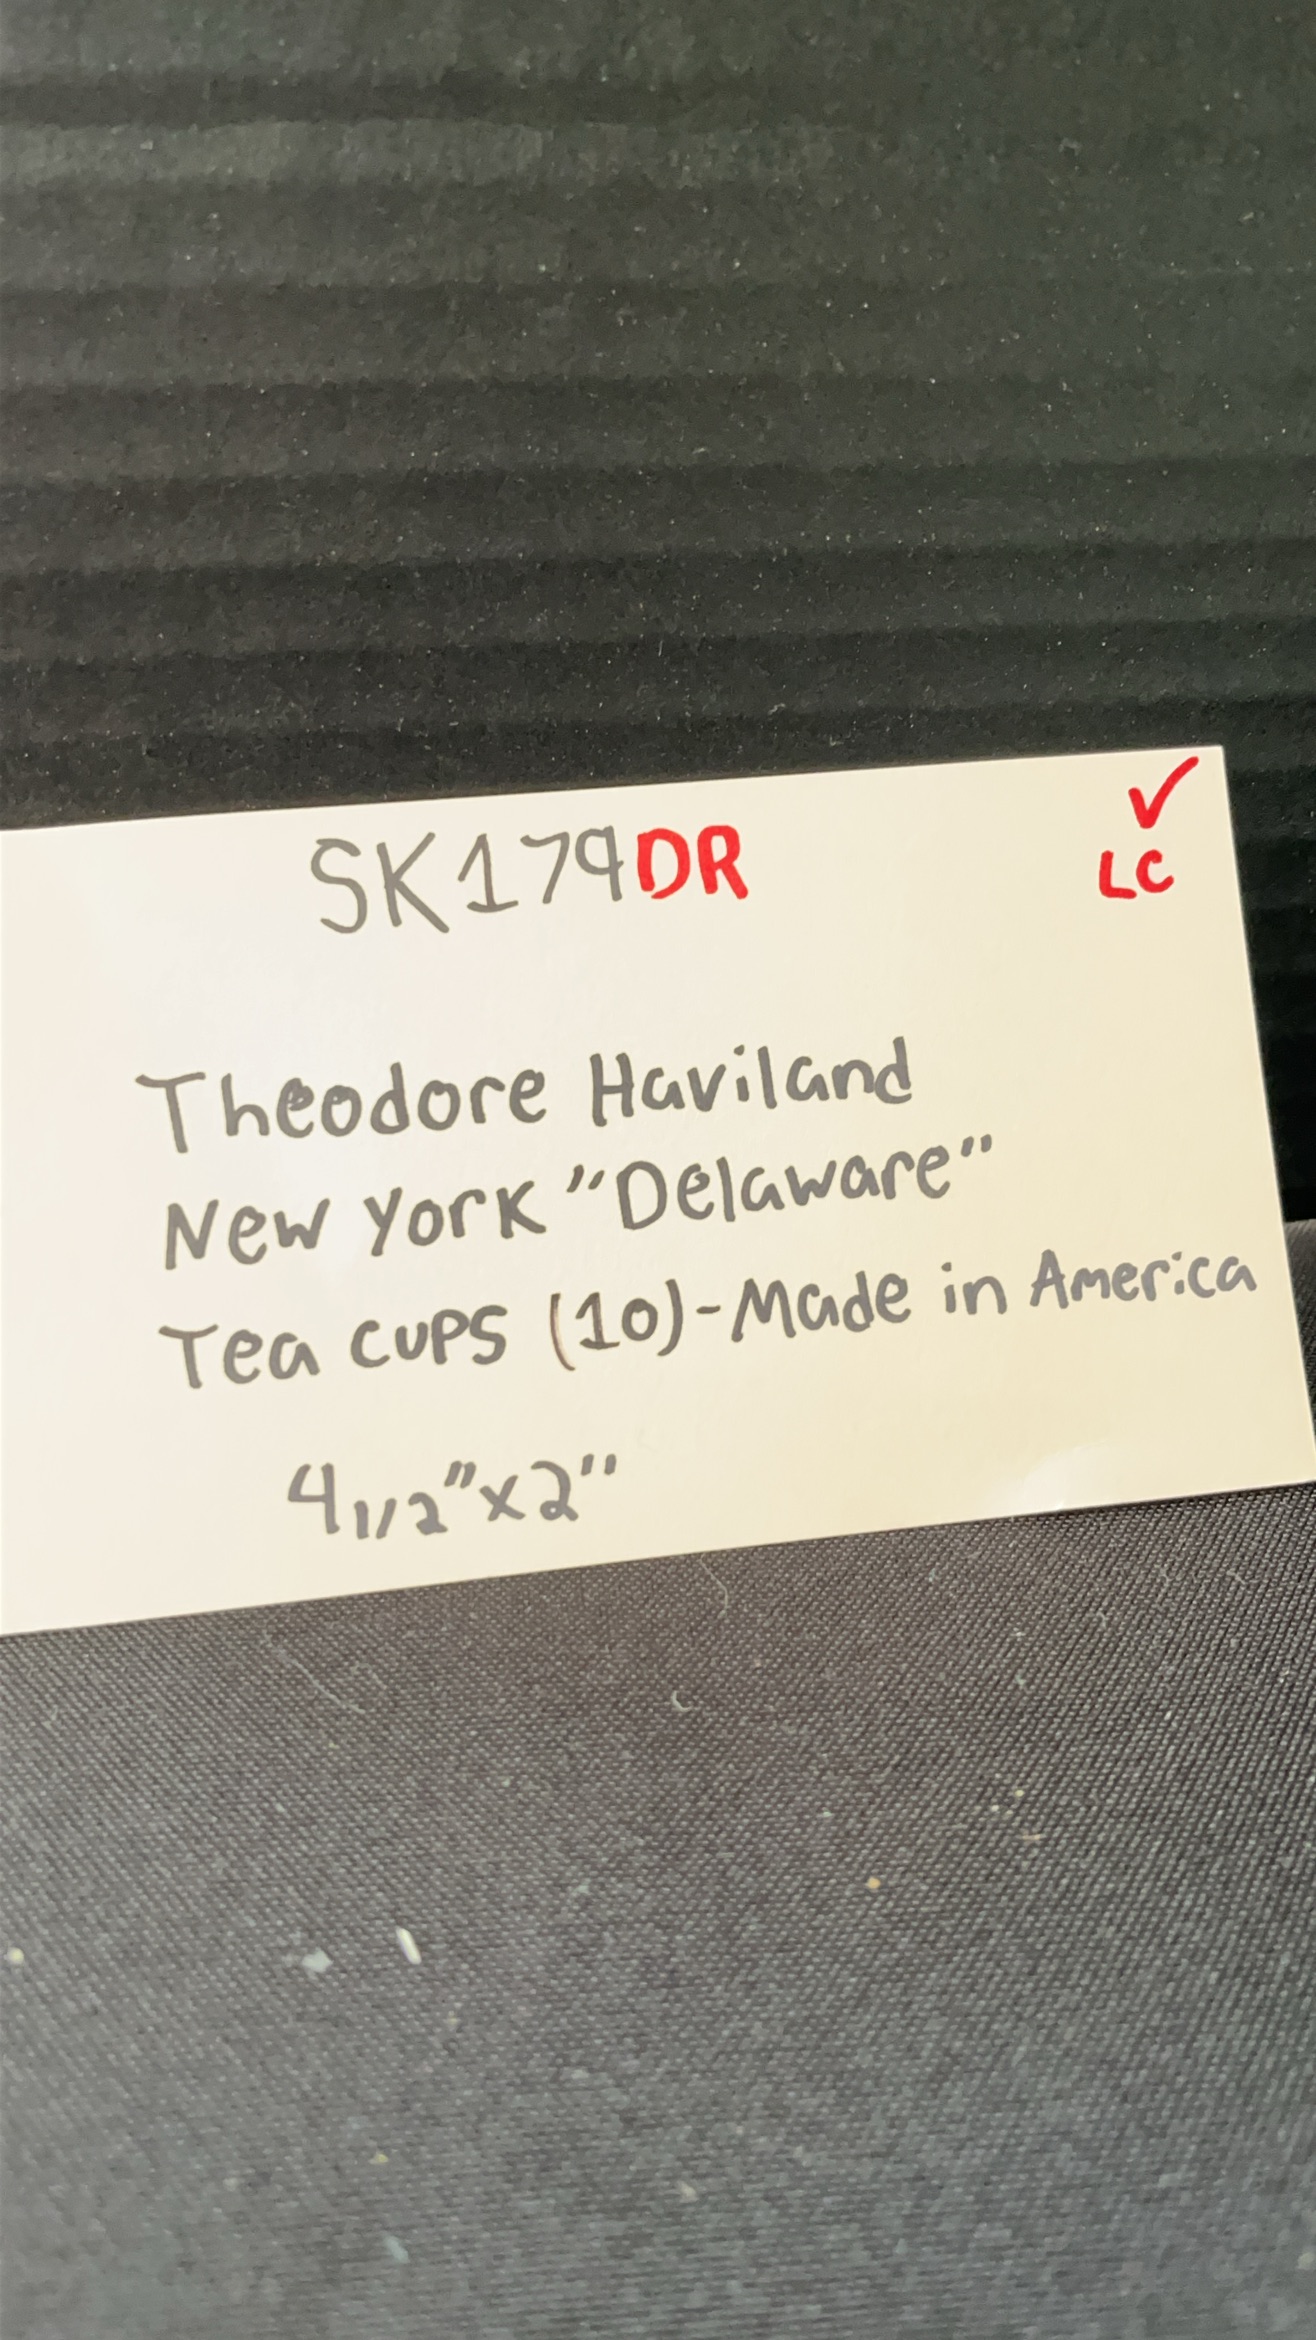 SK179DR
✓
LC
Theodore Haviland
New York "Delaware"
Tea cups (10)-Made in America
4 1/2"x2"